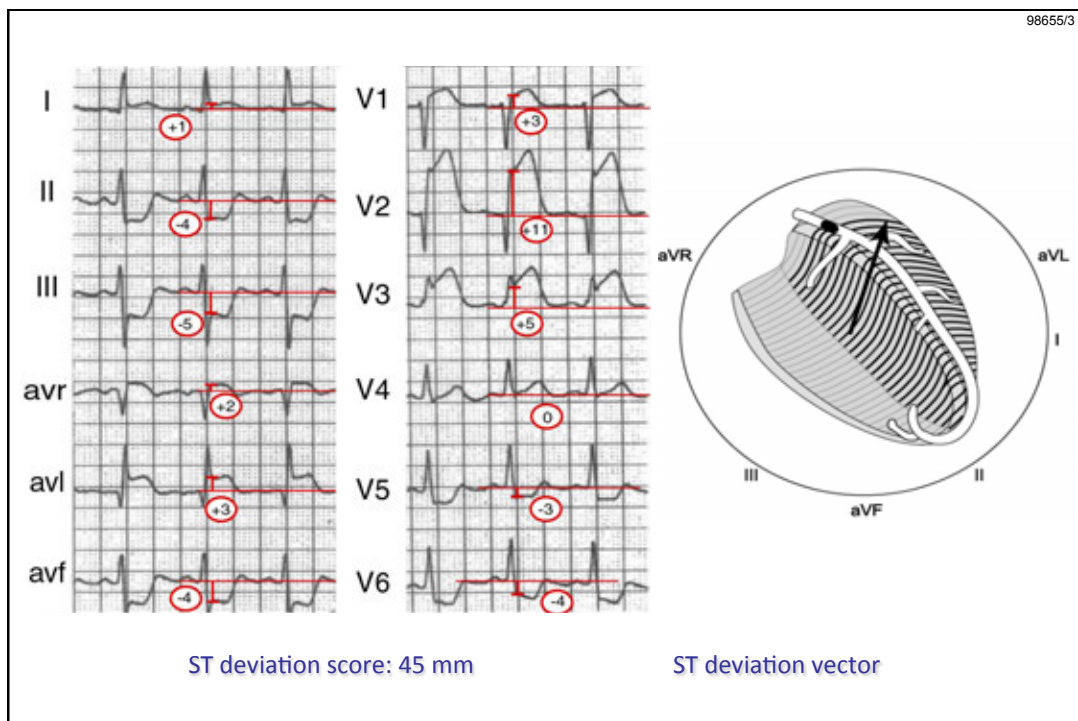 98655/3
I
+1
II
-4
III
-5
avr
+2
avl
+3
avf
-4
V1
+3
V2
+11
V3
+5
V4
0
V5
-3
V6
-4
aVR
aVL
I
III
II
aVF
ST deviation score: 45 mm
ST deviation vector